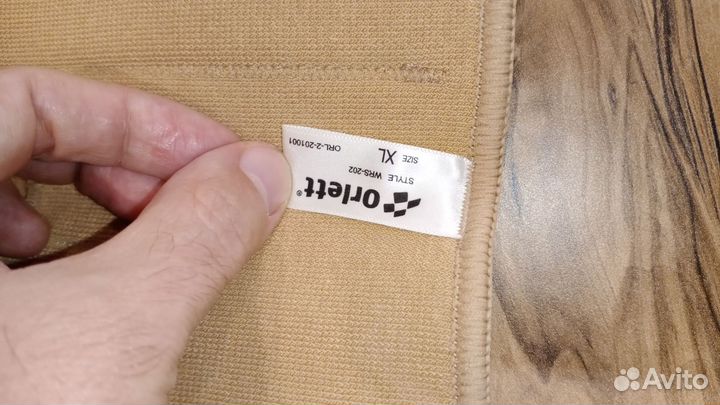 Orlett®
STYLE WRS-202
SIZE XL
ORL-2-201001
Avito